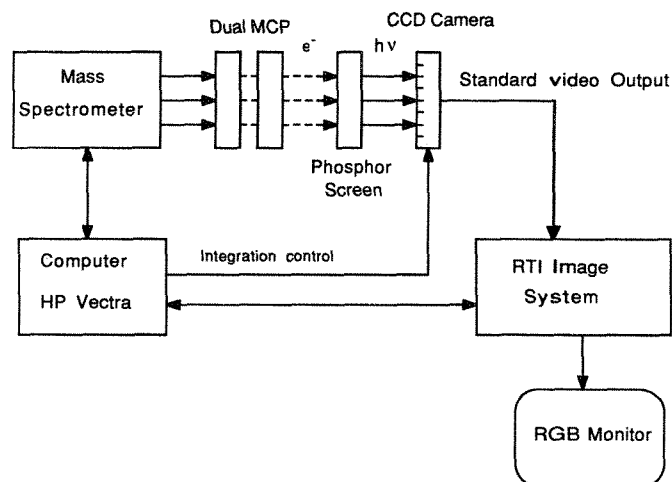 Dual MCP
CCD Camera
e-
hν
Mass
Spectrometer
Standard video Output
Phosphor
Screen
Computer
HP Vectra
Integration control
RTI Image
System
RGB Monitor